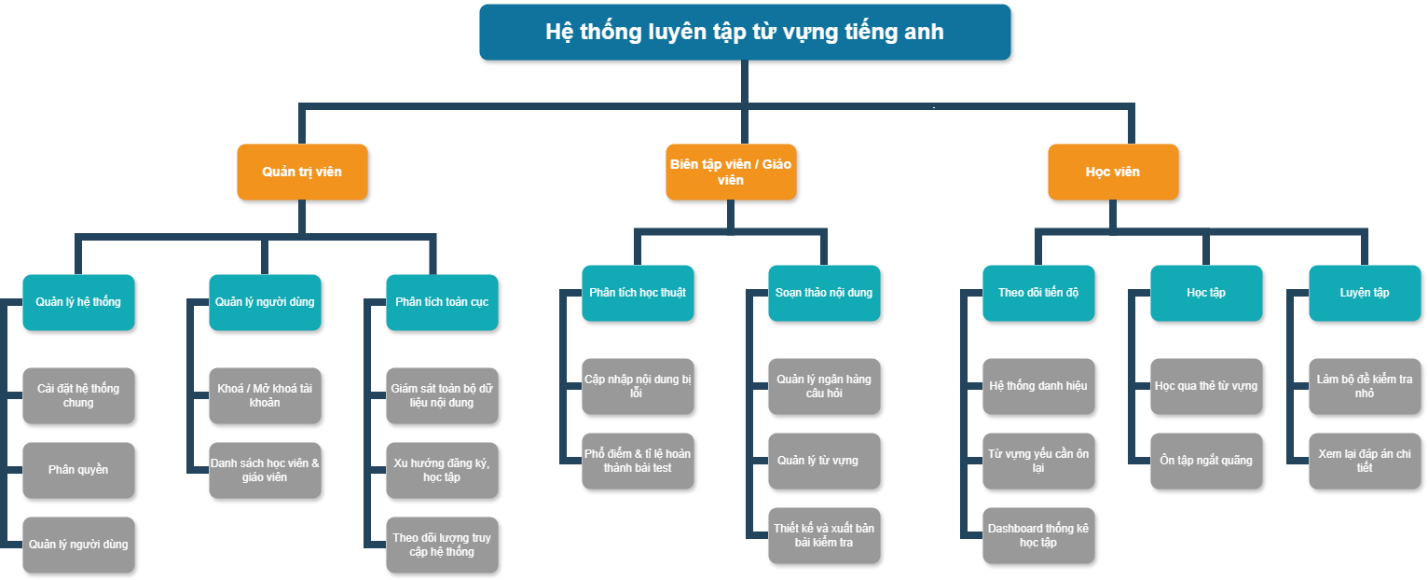 Hệ thống luyện tập từ vựng tiếng anh
Quản trị viên
Biên tập viên / Giáo
viên
Học viên
Quản lý hệ thống
Quản lý người dùng
Phân tích toàn cục
Phân tích học thuật
Soạn thảo nội dung
Theo dõi tiến độ
Học tập
Luyện tập
Cài đặt hệ thống
chung
Phân quyền
Quản lý người dùng
Khoá / Mở khoá tài
khoản
Danh sách học viên &
giáo viên
Giám sát toàn bộ dữ
liệu nội dung
Xu hướng đăng ký,
học tập
Theo dõi lượng truy
cập hệ thống
Cập nhập nội dung bị
lỗi
Phổ điểm & tỉ lệ hoàn
thành bài test
Quản lý ngân hàng
câu hỏi
Quản lý từ vựng
Thiết kế và xuất bản
bài kiểm tra
Hệ thống danh hiệu
Từ vựng yếu cần ôn
lại
Dashboard thống kê
học tập
Học qua thẻ từ vựng
Ôn tập ngắt quãng
Làm bộ đề kiểm tra
nhỏ
Xem lại đáp án chi
tiết